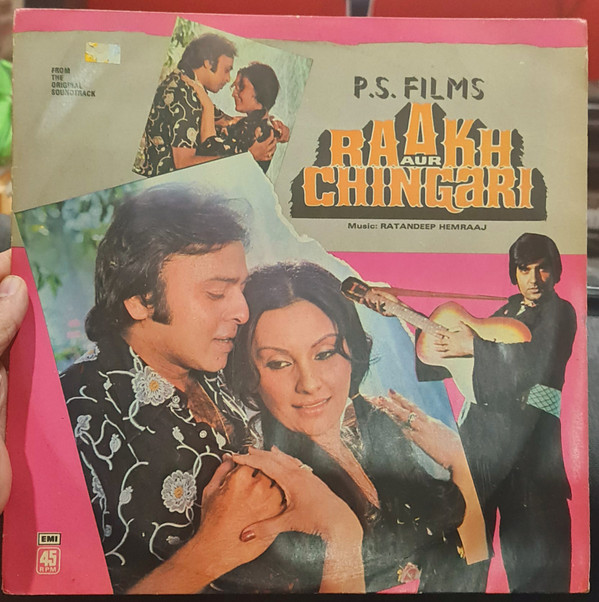 FROM
THE
ORIGINAL
SOUNDTRACK
P.S. FILMS
RAAKH
AUR
CHINGARI
Music: RATANDEEP HEMRAAJ
EMI
45
RPM